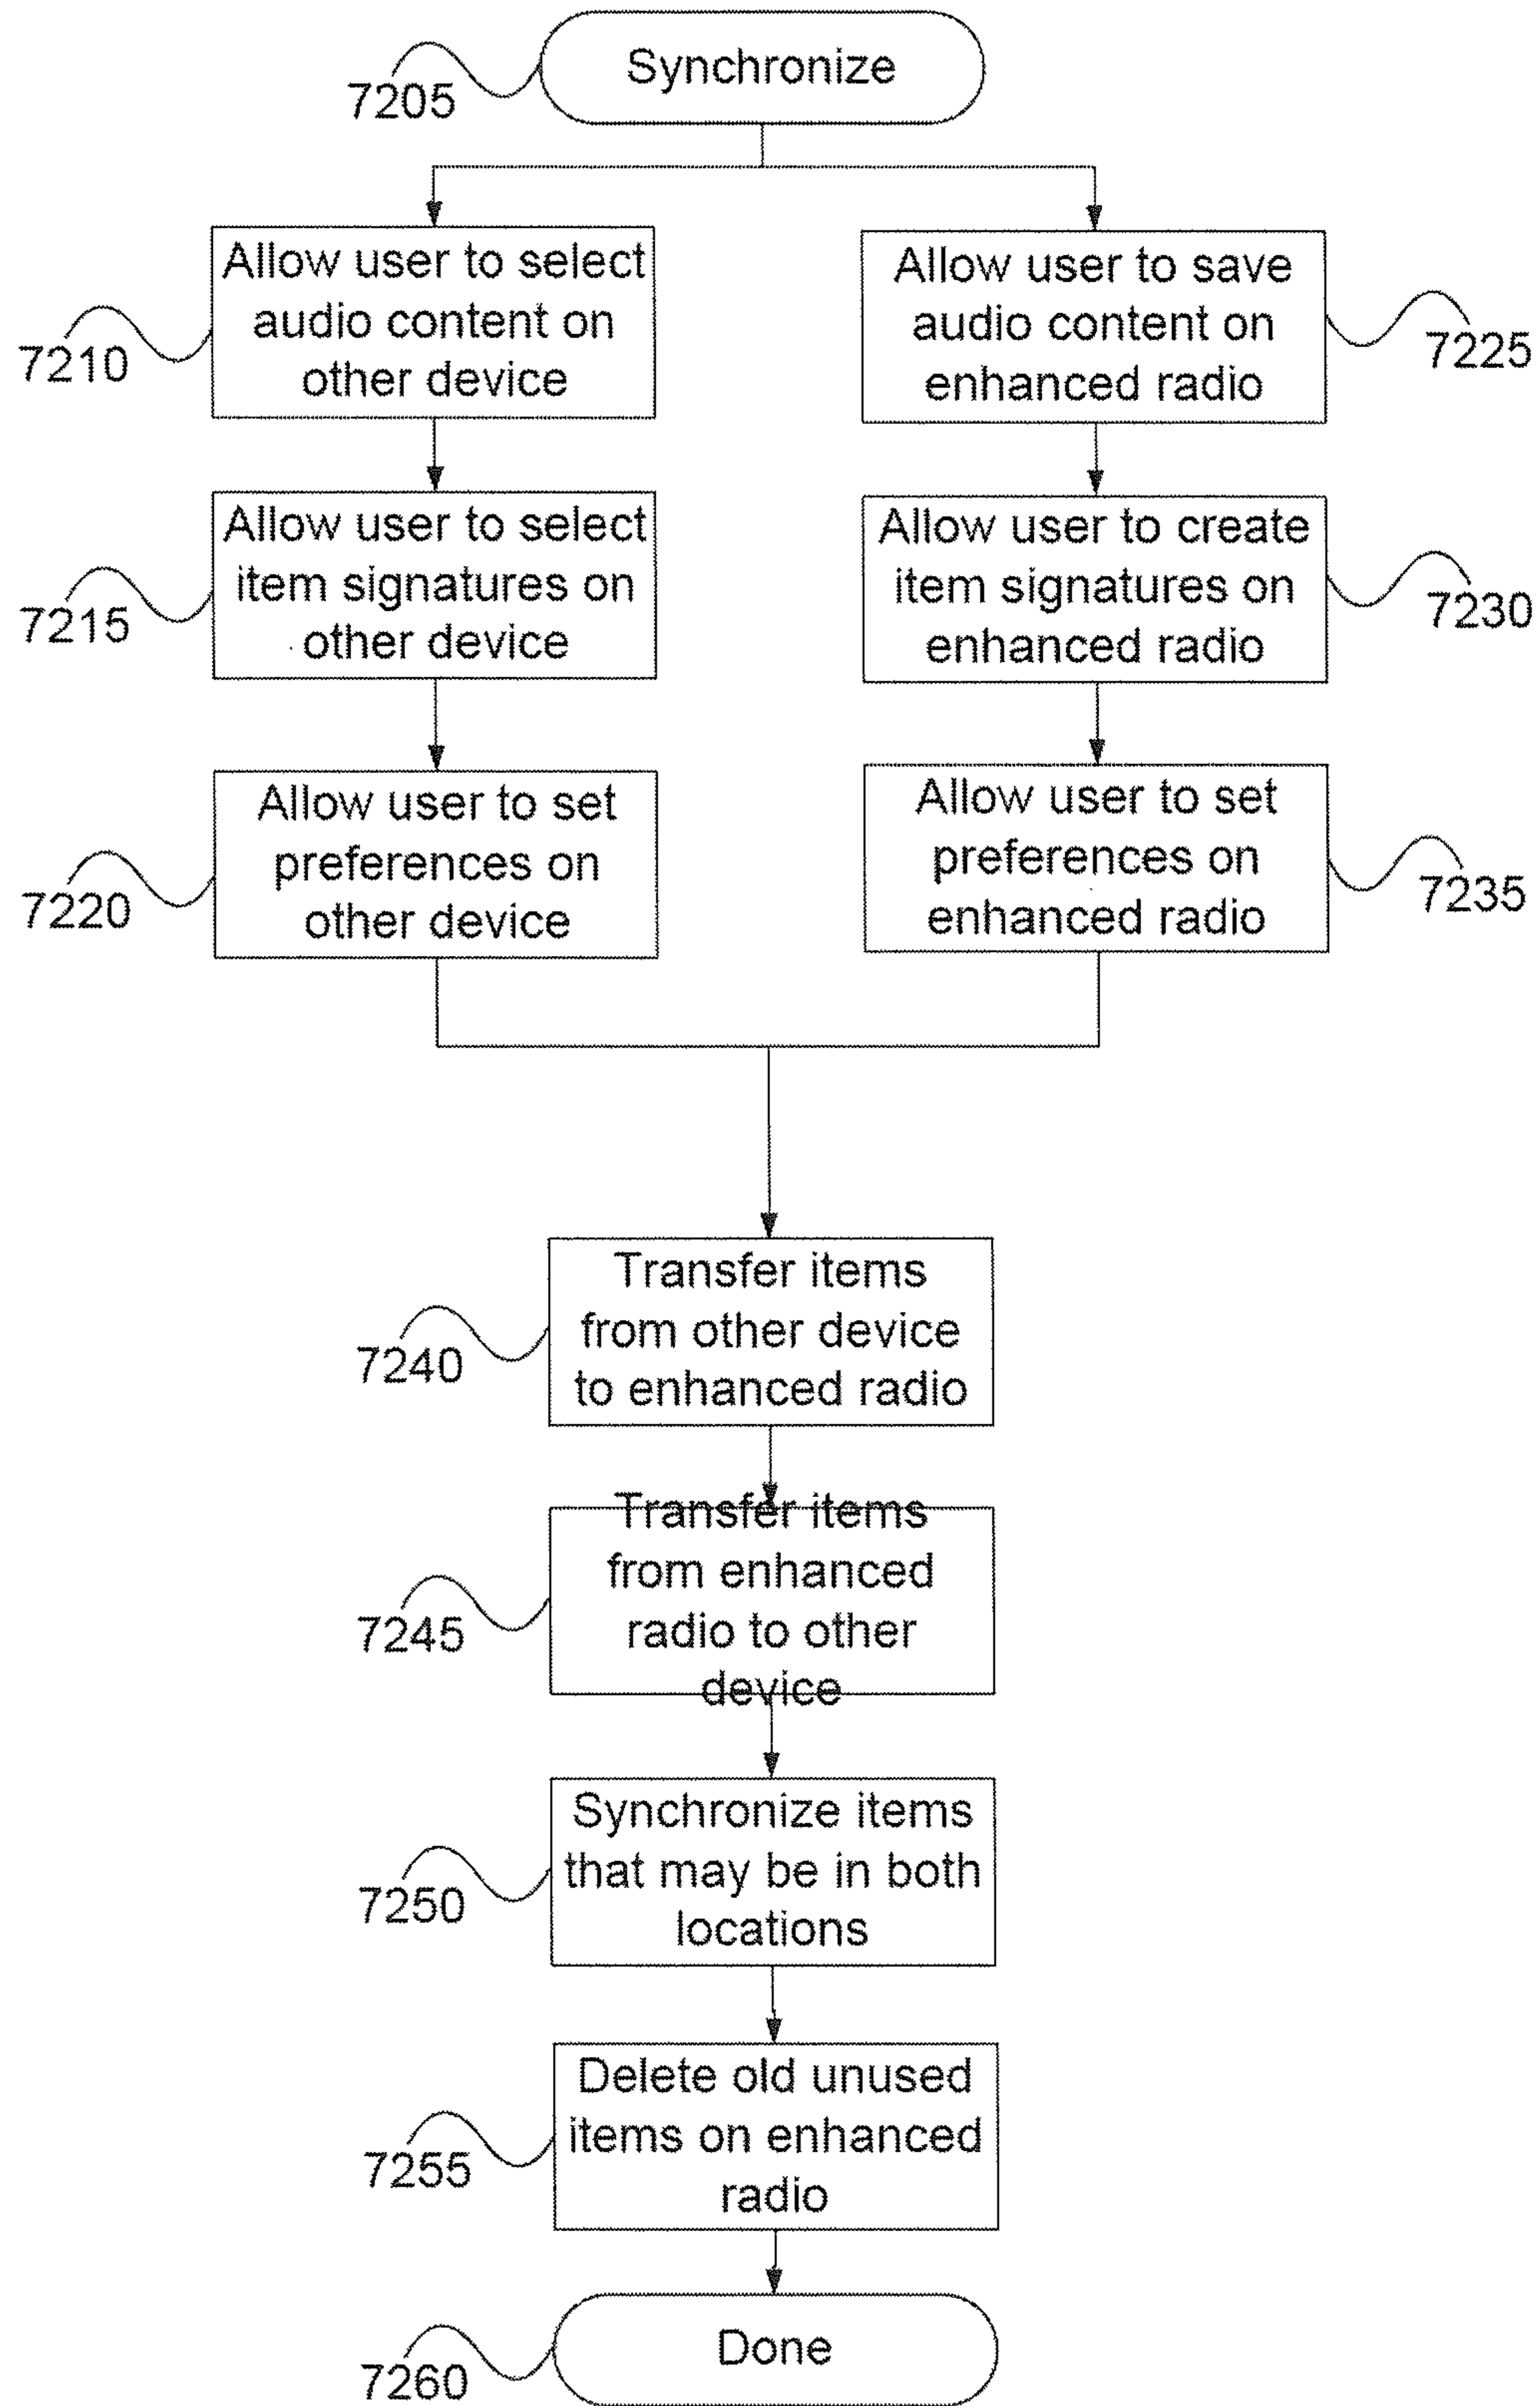 Synchronize
7205
Allow user to select
audio content on
other device
7210
Allow user to save
audio content on
enhanced radio
7225
Allow user to select
item signatures on
other device
7215
Allow user to create
item signatures on
enhanced radio
7230
Allow user to set
preferences on
other device
7220
Allow user to set
preferences on
enhanced radio
7235
Transfer items
from other device
to enhanced radio
7240
Transfer items
from enhanced
radio to other
device
7245
Synchronize items
that may be in both
locations
7250
Delete old unused
items on enhanced
radio
7255
Done
7260